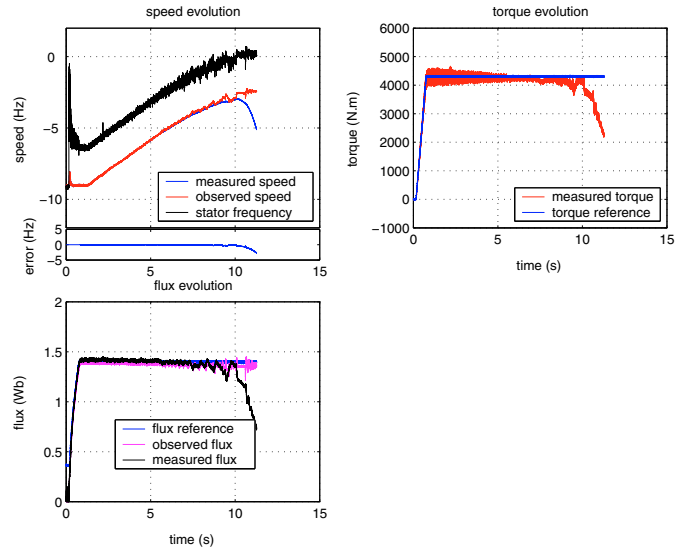 speed evolution
0
−5
−10
speed (Hz)
measured speed
observed speed
stator frequency
5
0
−5
error (Hz)
0
5
10
15
torque evolution
6000
5000
4000
3000
2000
1000
0
−1000
torque (N.m)
measured torque
torque reference
0
5
10
15
time (s)
flux evolution
2
1.5
1
0.5
0
flux (Wb)
flux reference
observed flux
measured flux
0
5
10
15
time (s)